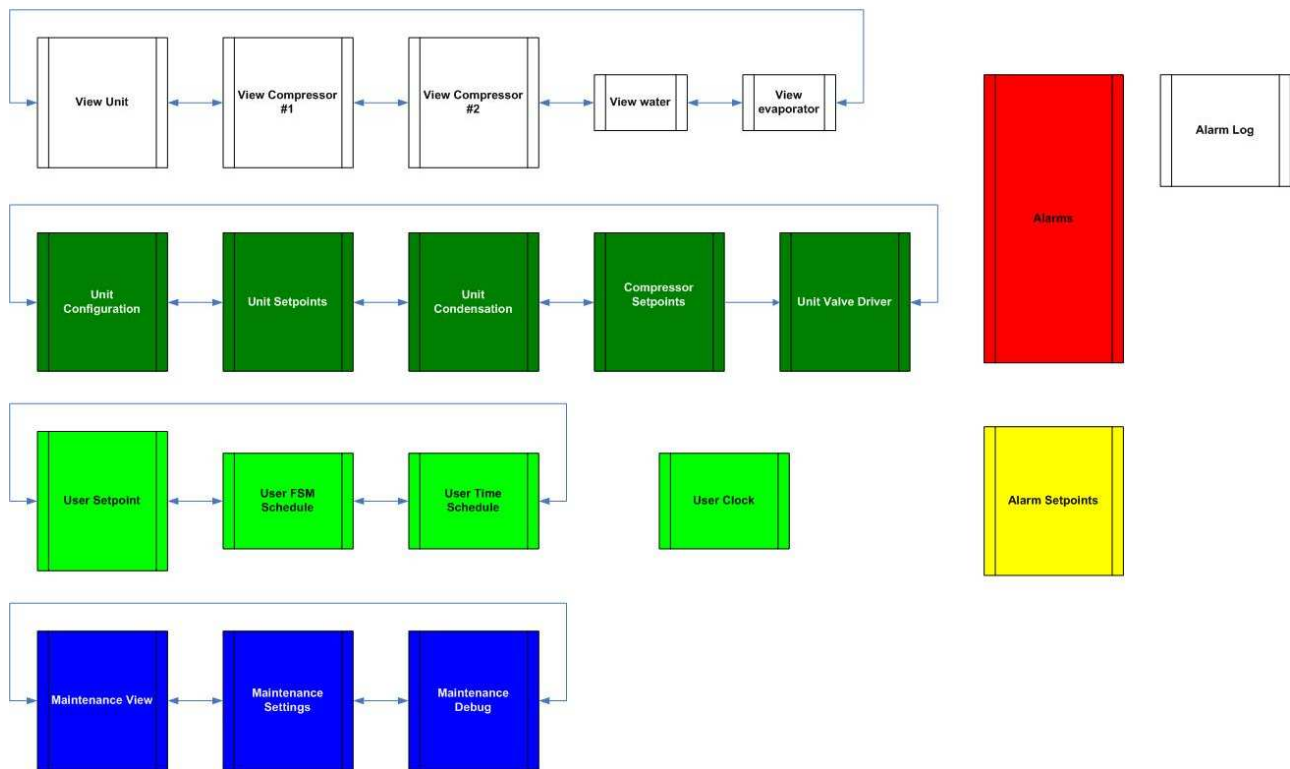 View Unit
View Compressor
#1
View Compressor
#2
View water
View
evaporator
Alarm Log
Alarms
Unit
Configuration
Unit Setpoints
Unit
Condensation
Compressor
Setpoints
Unit Valve Driver
User Setpoint
User FSM
Schedule
User Time
Schedule
User Clock
Alarm Setpoints
Maintenance View
Maintenance
Settings
Maintenance
Debug